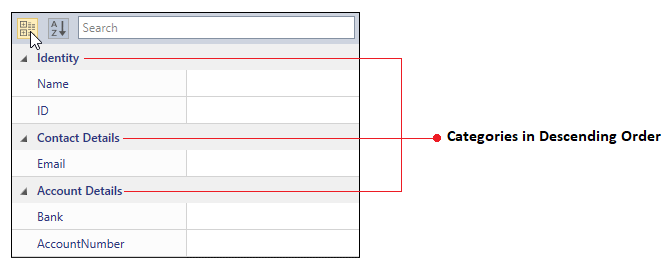 A
Z
Search
Identity
Name
ID
Contact Details
Categories in Descending Order
Email
Account Details
Bank
AccountNumber